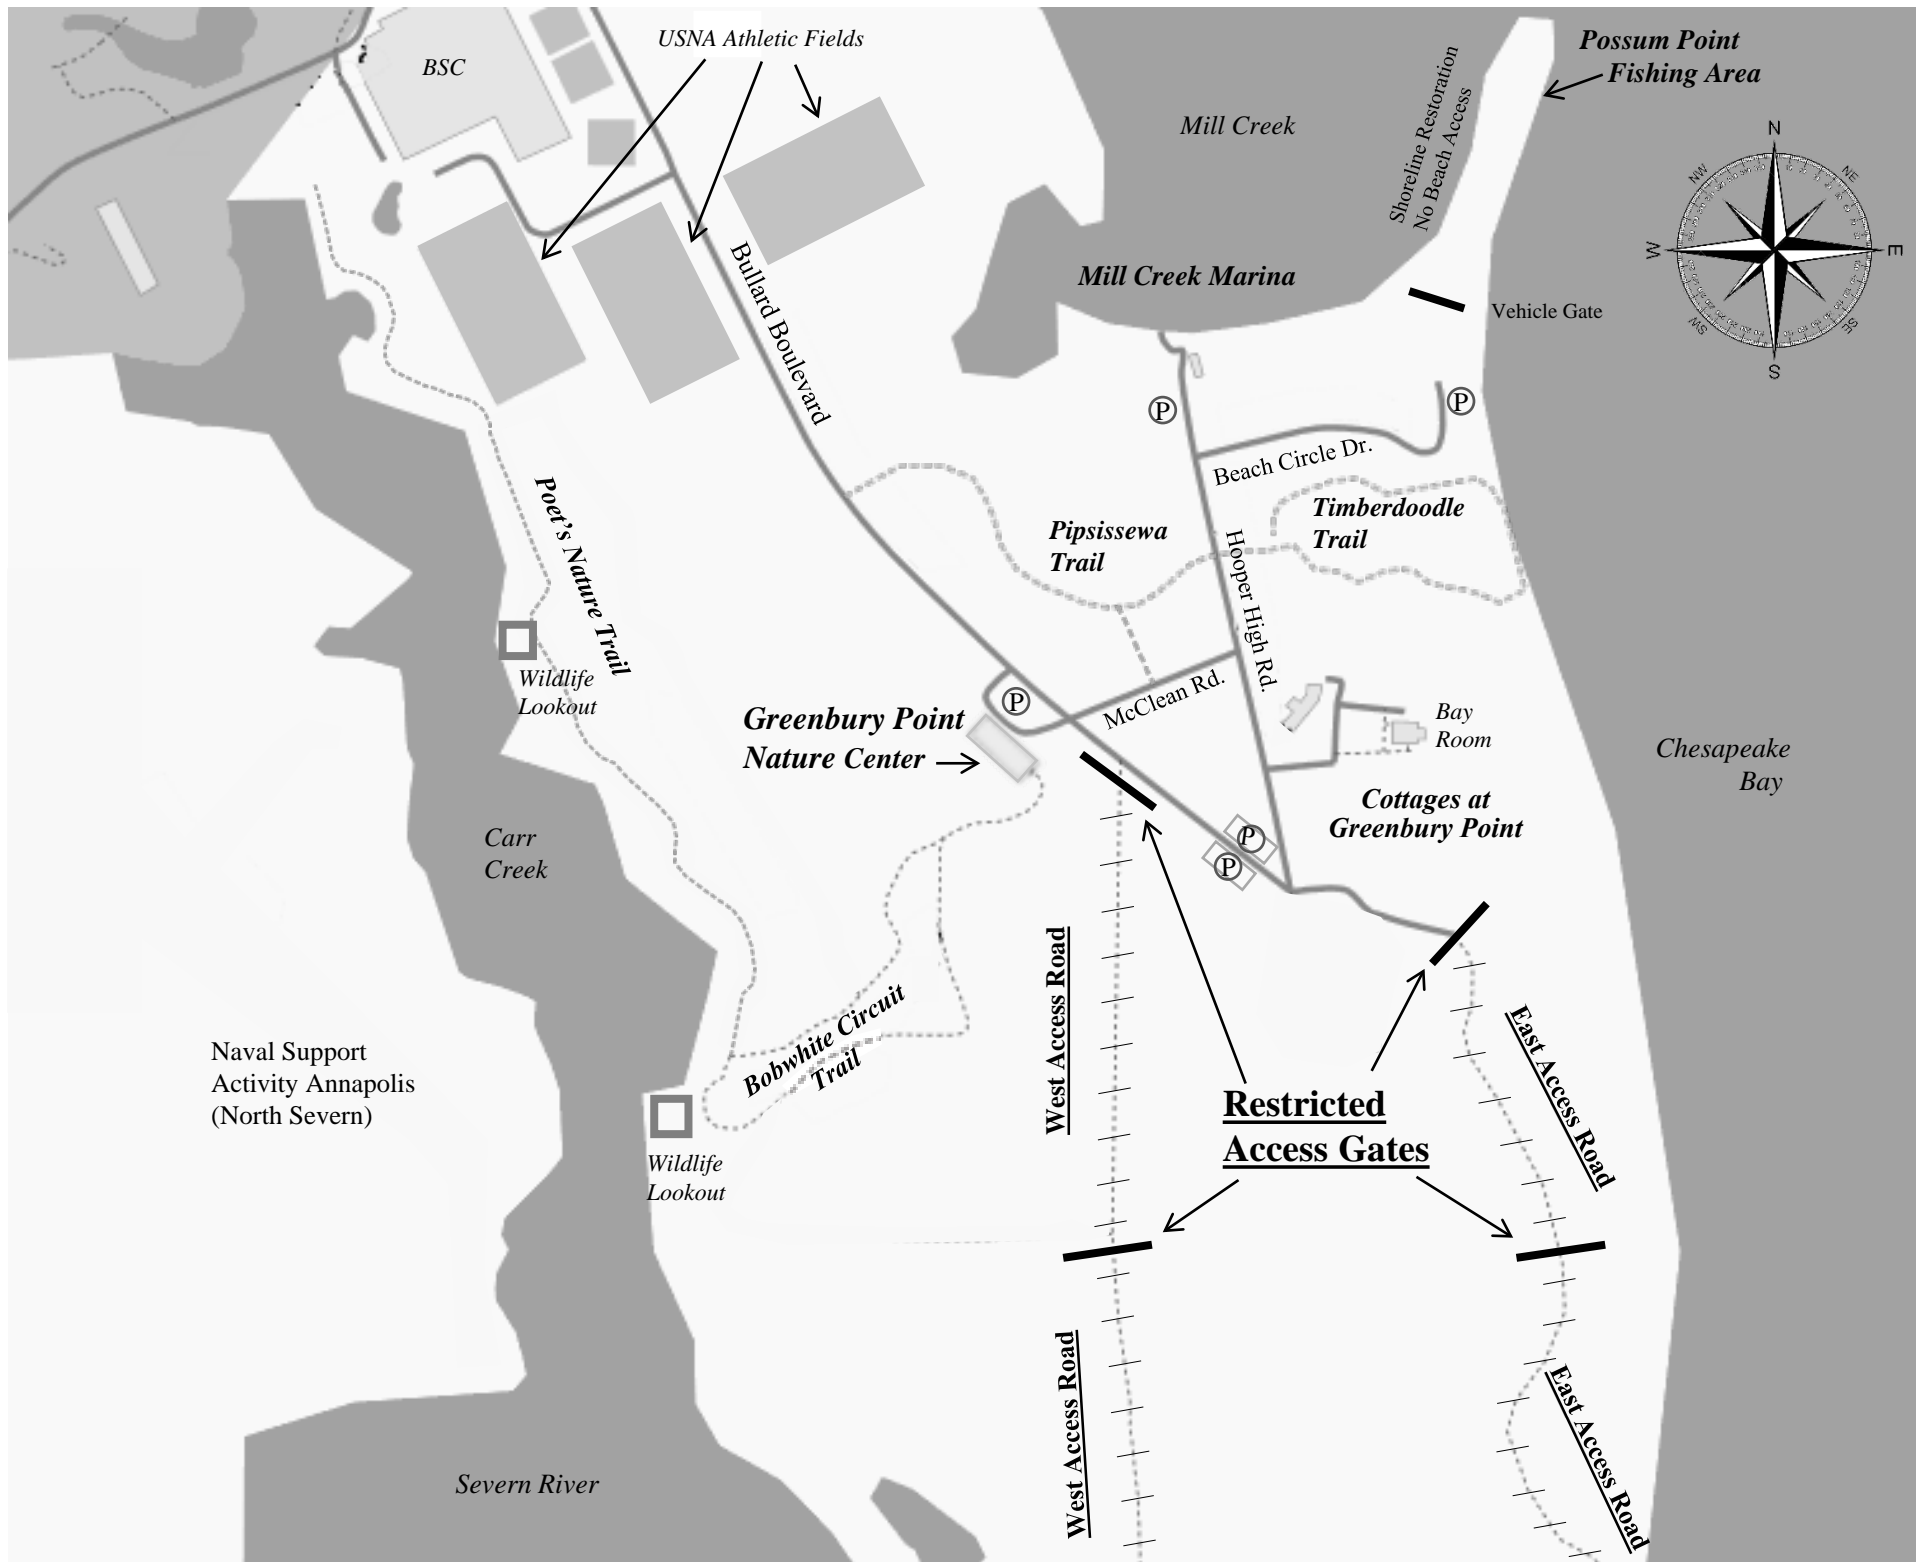 USNA Athletic Fields
BSC
Possum Point
Fishing Area
Mill Creek
Shoreline Restoration
No Beach Access
N
NE
E
SE
S
SW
W
NW
Mill Creek Marina
Vehicle Gate
Bullard Boulevard
P
P
Beach Circle Dr.
Poet's Nature Trail
Pipsissewa
Trail
Timberdoodle
Trail
Hooper High Rd.
Wildlife
Lookout
McClean Rd.
P
Greenbury Point
Nature Center
Bay
Room
Chesapeake
Bay
Cottages at
Greenbury Point
P
P
Carr
Creek
West Access Road
Bobwhite Circuit
Trail
East Access Road
Naval Support
Activity Annapolis
(North Severn)
Restricted
Access Gates
Wildlife
Lookout
West Access Road
East Access Road
Severn River